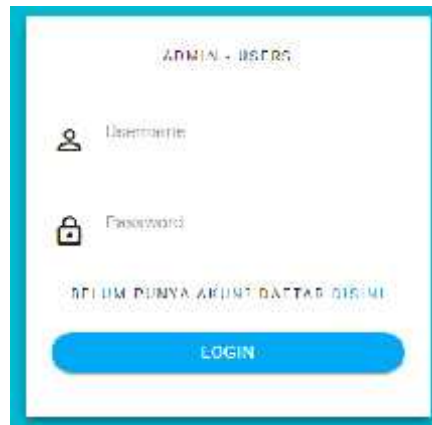 ADMIN - USERS
Username
Password
BELUM PUNYA AKUN? DAFTAR DISINI
LOGIN